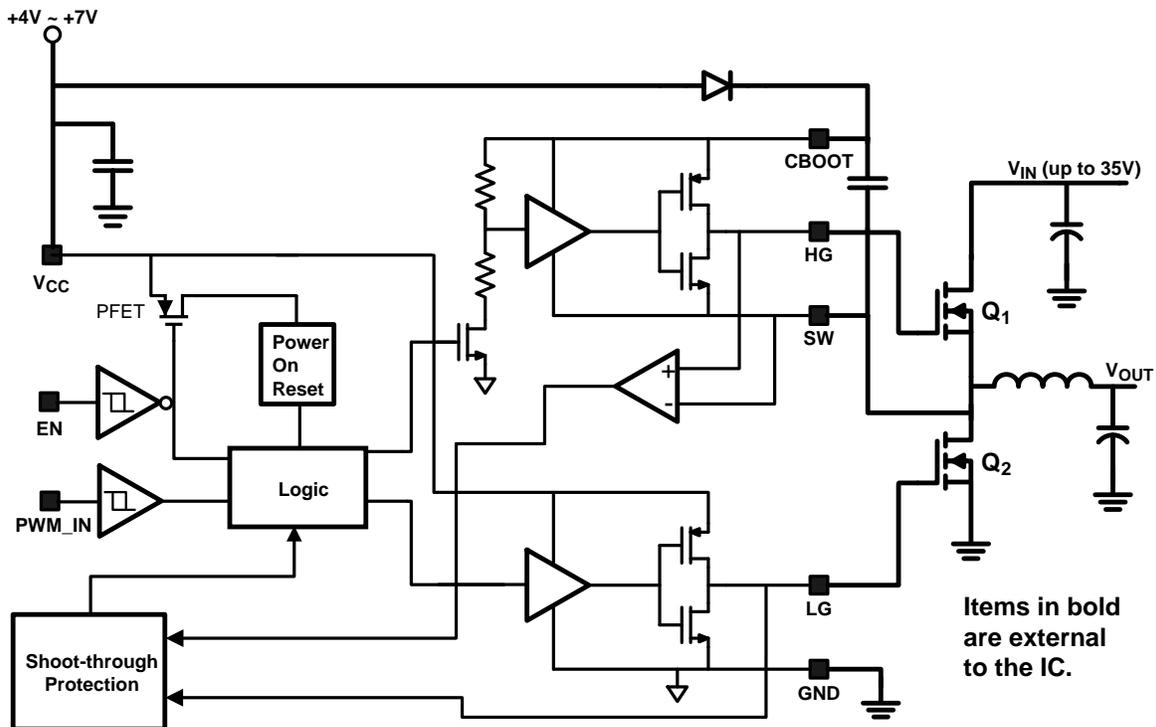 +4V ~ +7V
CBOOT
VIN (up to 35V)
HG
VCC
PFET
Power
On
Reset
SW
Q1
+
-
VOUT
EN
Logic
Q2
PWM_IN
LG
Items in bold
are external
to the IC.
Shoot-through
Protection
GND